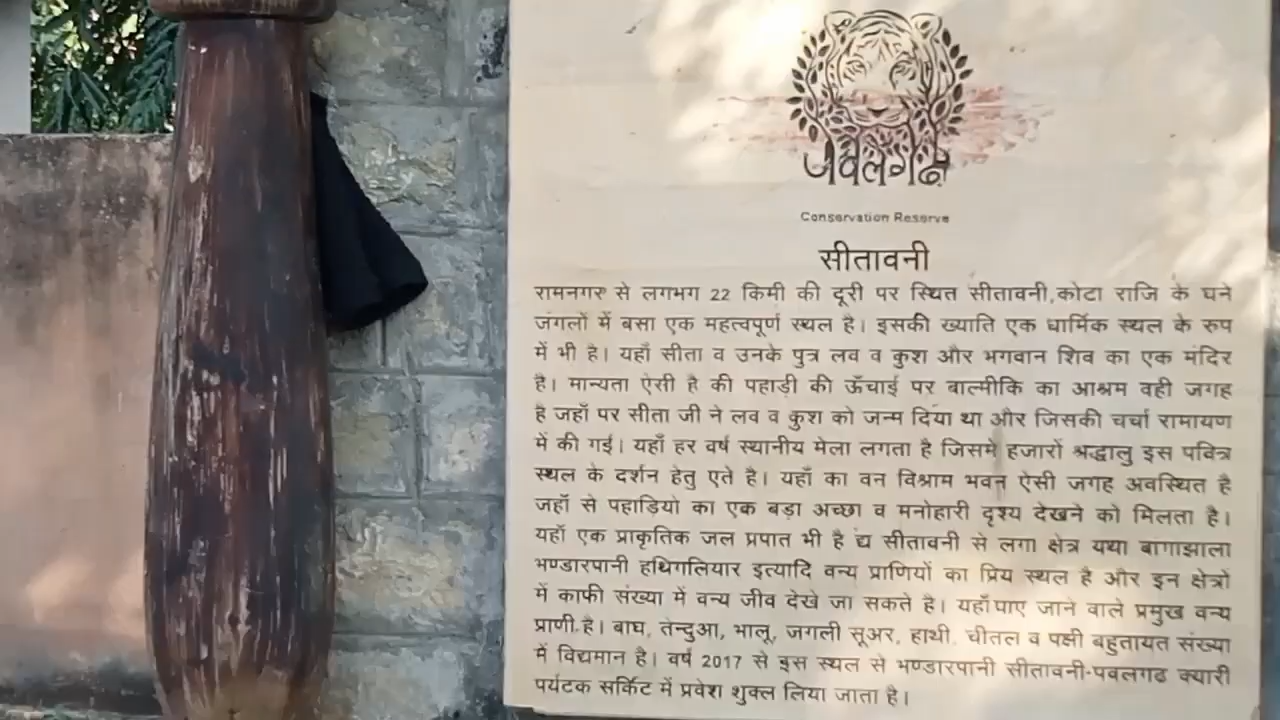 पवलगढ
Conservation Reserve
सीतावनी
रामनगर से लगभग 22 किमी की दूरी पर स्थित सीतावनी,कोटा राजि के घने
जंगलों में बसा एक महत्वपूर्ण स्थल है। इसकी ख्याति एक धार्मिक स्थल के रुप
में भी है। यहाँ सीता व उनके पुत्र लव व कुश और भगवान शिव का एक मंदिर
है। मान्यता ऐसी है की पहाड़ी की ऊँचाई पर बाल्मीकि का आश्रम वही जगह
है जहाँ पर सीता जी ने लव व कुश को जन्म दिया था और जिसकी चर्चा रामायण
में की गई। यहाँ हर वर्ष स्थानीय मेला लगता है जिसमें हजारों श्रद्धालु इस पवित्र
स्थल के दर्शन हेतु एते है। यहाँ का वन विश्राम भवन ऐसी जगह अवस्थित है
जहॉ से पहाड़ियो का एक बड़ा अच्छा व मनोहारी दृश्य देखने को मिलता है।
यहॉ एक प्राकृतिक जल प्रपात भी है द्य सीतावनी से लगा क्षेत्र यथा बागाझाला
भण्डारपानी हथिगलियार इत्यादि वन्य प्राणियों का प्रिय स्थल है और इन क्षेत्रो
में काफी संख्या में वन्य जीव देखे जा सकते है। यहाँ पाए जाने वाले प्रमुख वन्य
प्राणी है। बाघ, तेन्दुआ, भालू, जगली सूअर, हाथी, चीतल व पक्षी बहुतायत संख्या
में विद्यमान है। वर्ष 2017 से इस स्थल से भण्डारपानी सीतावनी-पवलगढ क्यारी
पर्यटक सर्किट में प्रवेश शुक्ल लिया जाता है।